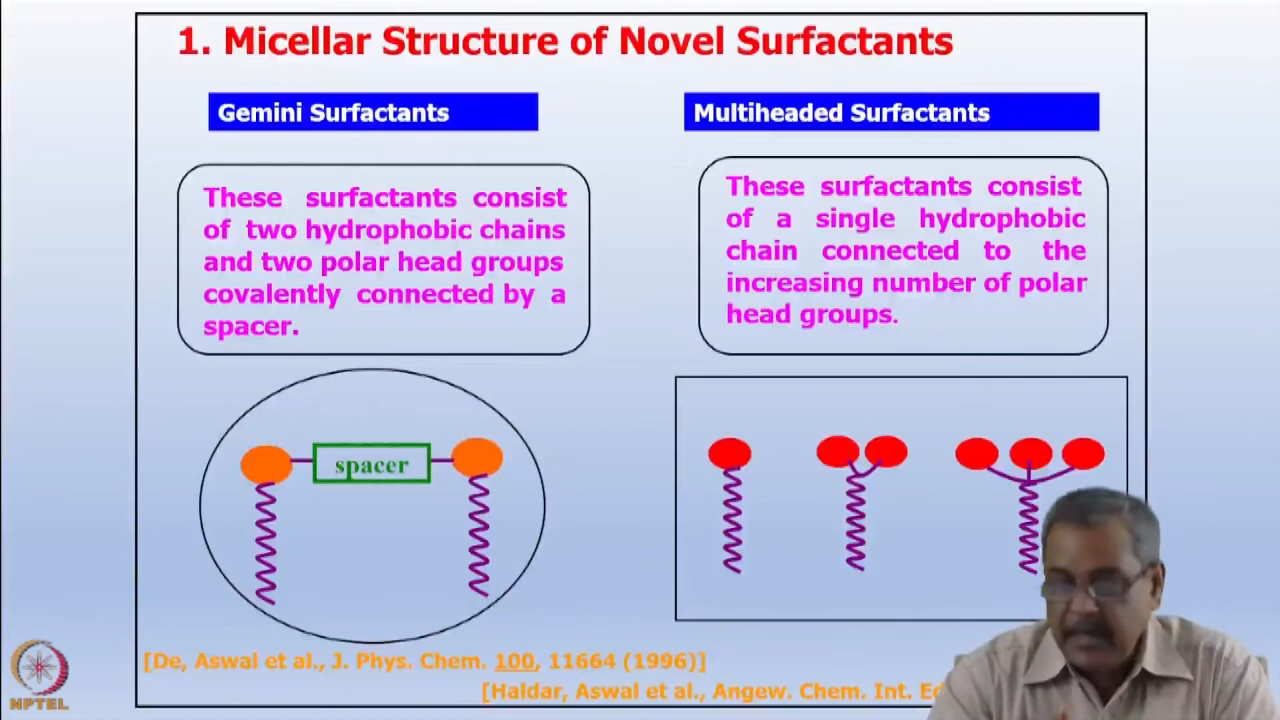 1. Micellar Structure of Novel Surfactants
Gemini Surfactants
These surfactants consist
of two hydrophobic chains
and two polar head groups
covalently connected by a
spacer.
spacer
Multiheaded Surfactants
These surfactants consist
of a single hydrophobic
chain connected to the
increasing number of polar
head groups.
[De, Aswal et al., J. Phys. Chem. 100, 11664 (1996)]
[Haldar, Aswal et al., Angew. Chem. Int.
NPTEL